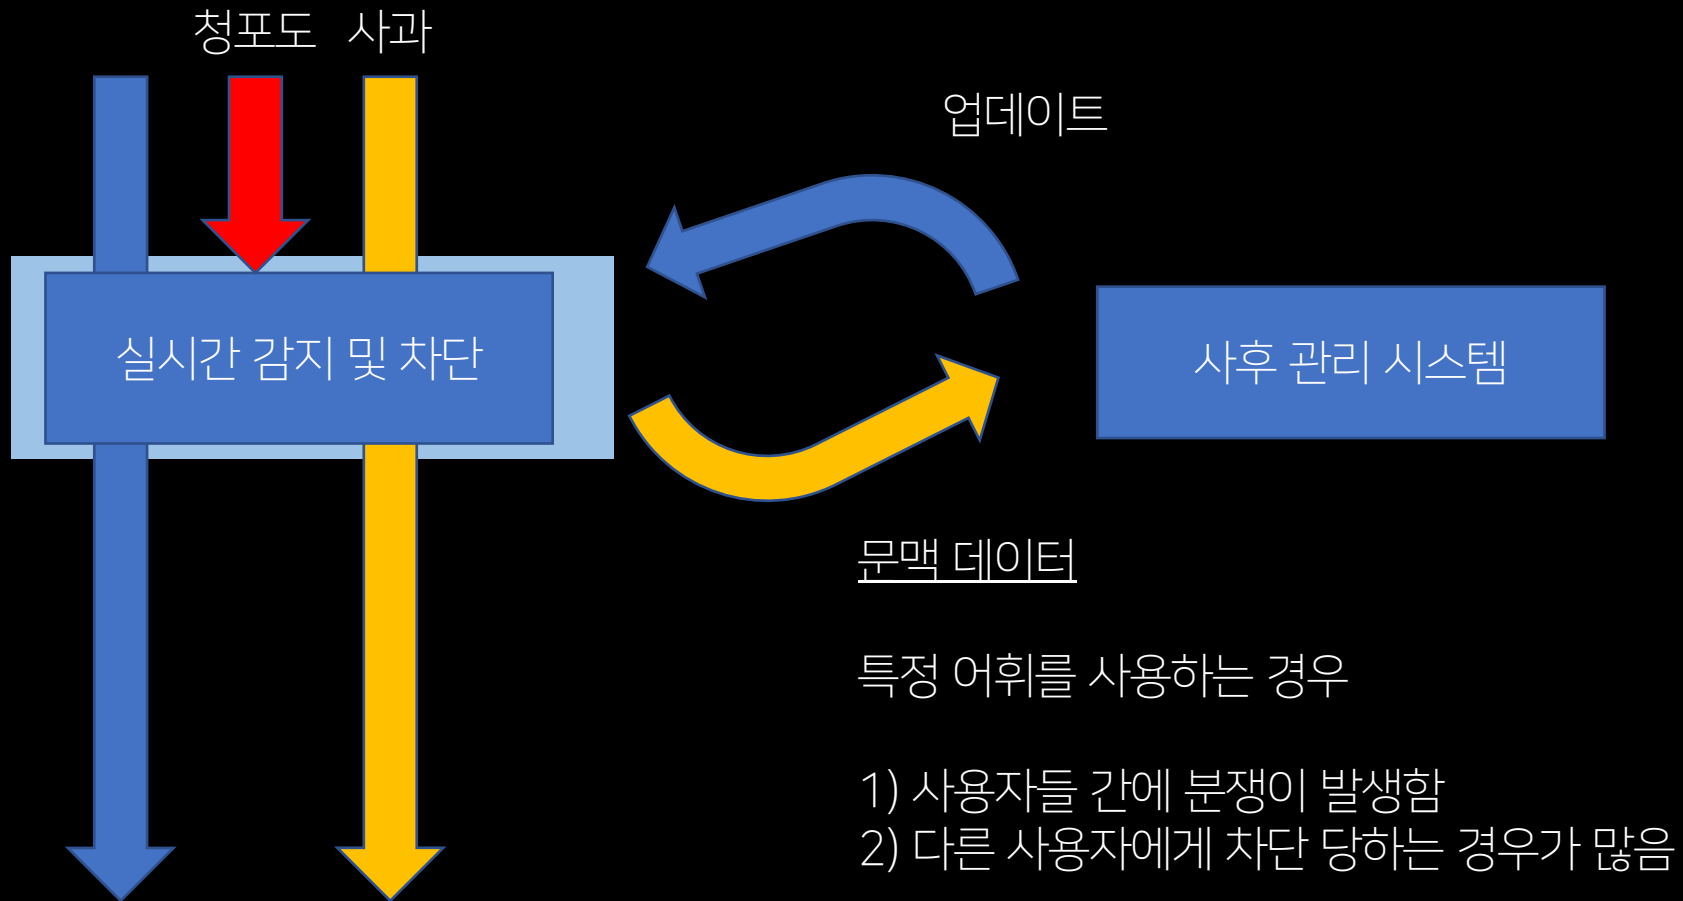 청포도 사과
업데이트
실시간 감지 및 차단
사후 관리 시스템
문맥 데이터
특정 어휘를 사용하는 경우
1) 사용자들 간에 분쟁이 발생함
2) 다른 사용자에게 차단 당하는 경우가 많음